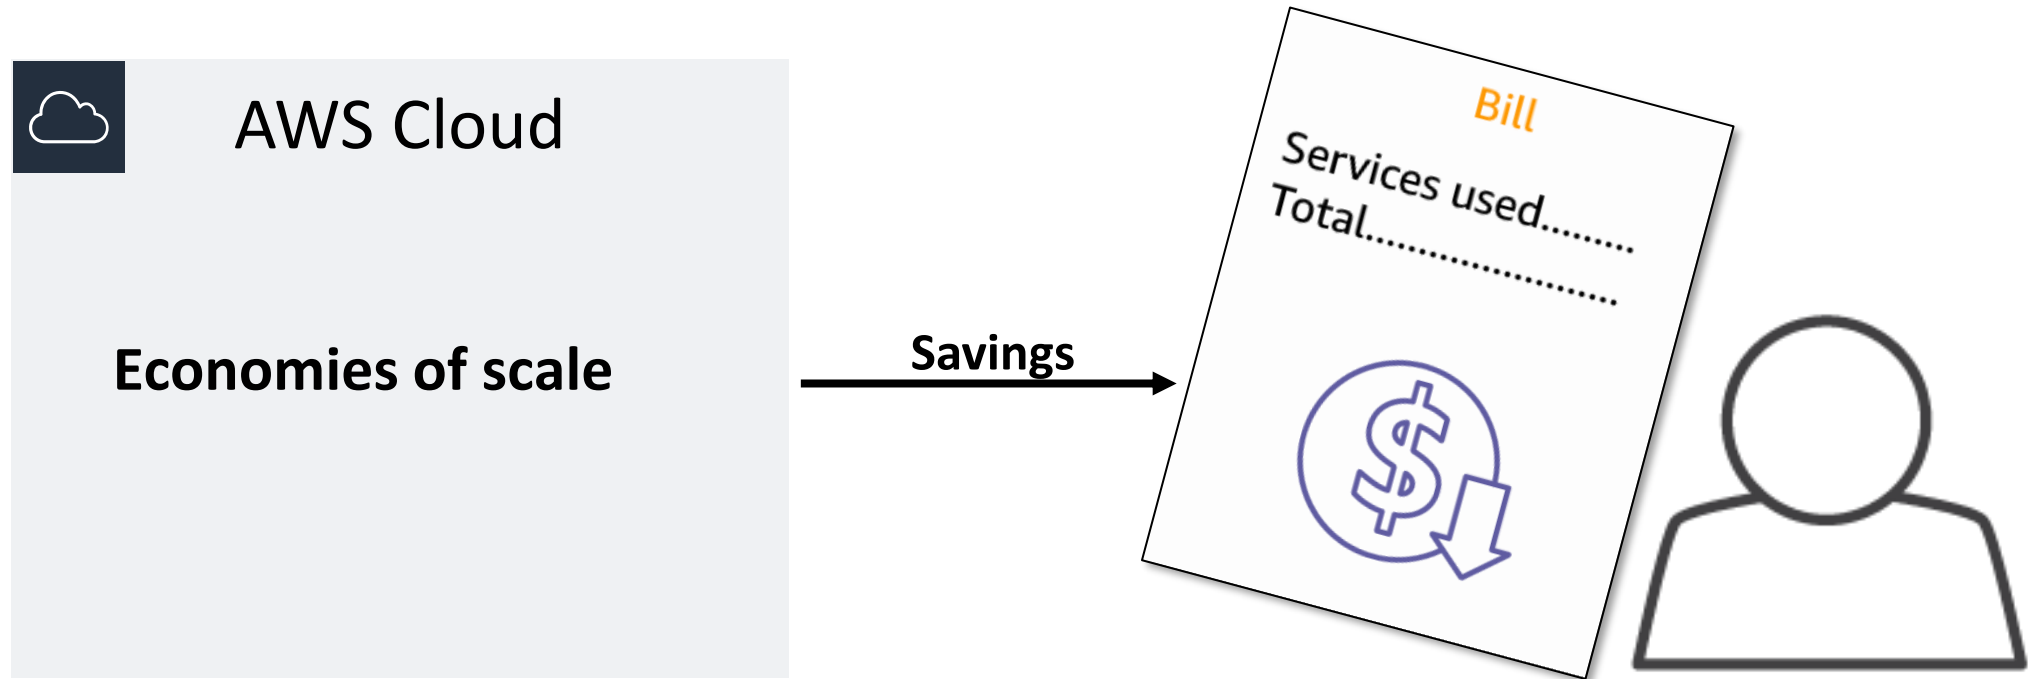 AWS Cloud
Economies of scale
Savings
Bill
Services used.........
Total........................